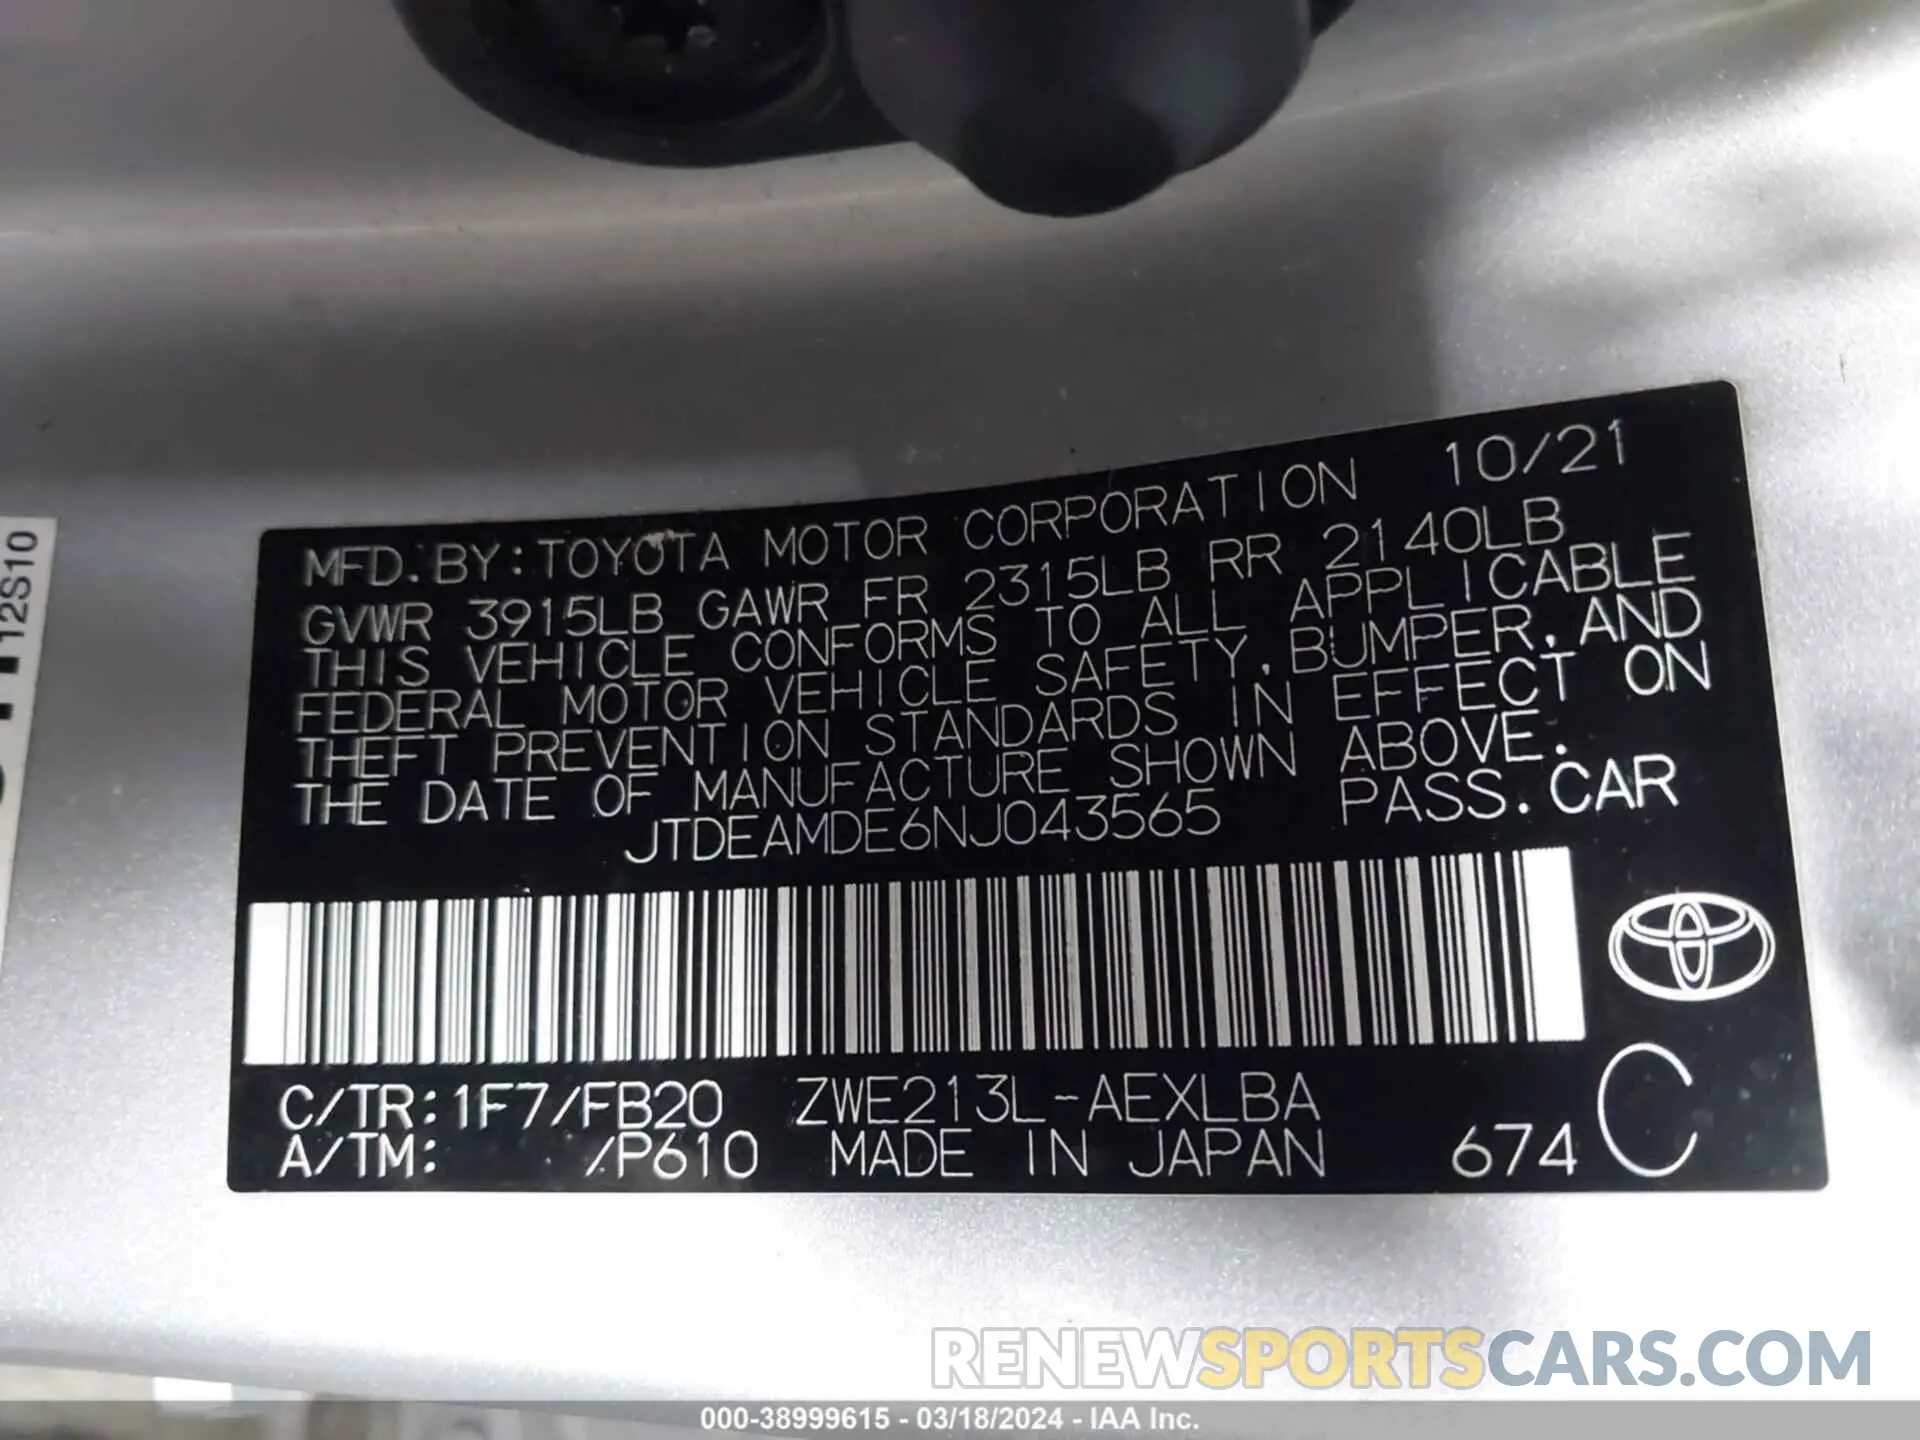 MFD. BY: TOYOTA MOTOR CORPORATION 10/21
GVWR 3915LB GAWR FR 2315LB RR 2140LB
THIS VEHICLE CONFORMS TO ALL APPLICABLE
FEDERAL MOTOR VEHICLE SAFETY, BUMPER, AND
THEFT PREVENTION STANDARDS IN EFFECT ON
THE DATE OF MANUFACTURE SHOWN ABOVE.
JTDEAMDE6NJ043565 PASS. CAR
C/TR: 1F7/FB20 ZWE213L-AEXLBA
A/TM: /P610 MADE IN JAPAN 674 C
12S10
RENEWSPORTSCARS.COM
000-38999615 - 03/18/2024 - IAA Inc.